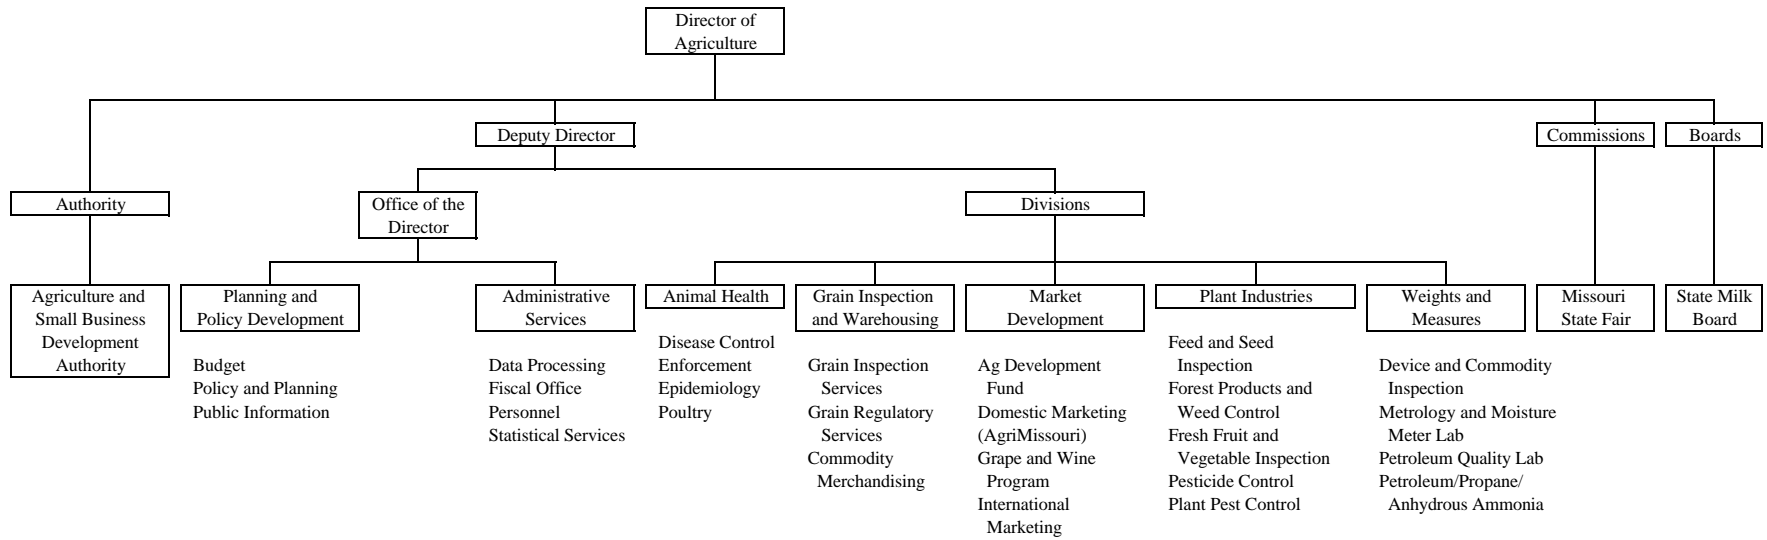 Director of
Agriculture
Deputy Director
Commissions
Boards
Authority
Office of the
Director
Divisions
Agriculture and
Small Business
Development
Authority
Planning and
Policy Development
Budget
Policy and Planning
Public Information
Administrative
Services
Data Processing
Fiscal Office
Personnel
Statistical Services
Animal Health
Disease Control
Enforcement
Epidemiology
Poultry
Grain Inspection
and Warehousing
Grain Inspection
Services
Grain Regulatory
Services
Commodity
Merchandising
Market
Development
Ag Development
Fund
Domestic Marketing
(AgriMissouri)
Grape and Wine
Program
International
Marketing
Plant Industries
Feed and Seed
Inspection
Forest Products and
Weed Control
Fresh Fruit and
Vegetable Inspection
Pesticide Control
Plant Pest Control
Weights and
Measures
Device and Commodity
Inspection
Metrology and Moisture
Meter Lab
Petroleum Quality Lab
Petroleum/Propane/
Anhydrous Ammonia
Missouri
State Fair
State Milk
Board